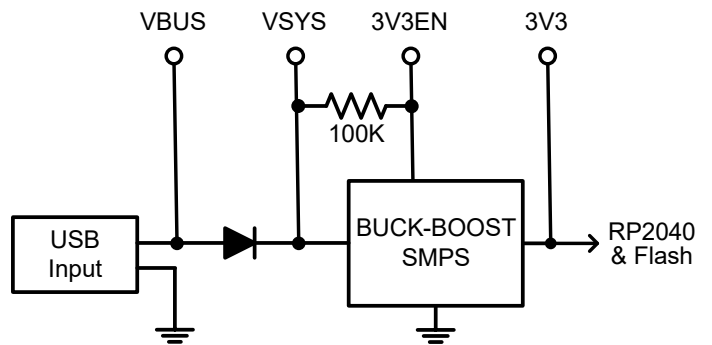 VBUS
VSYS
3V3EN
3V3
100K
USB
Input
BUCK-BOOST
SMPS
RP2040
& Flash